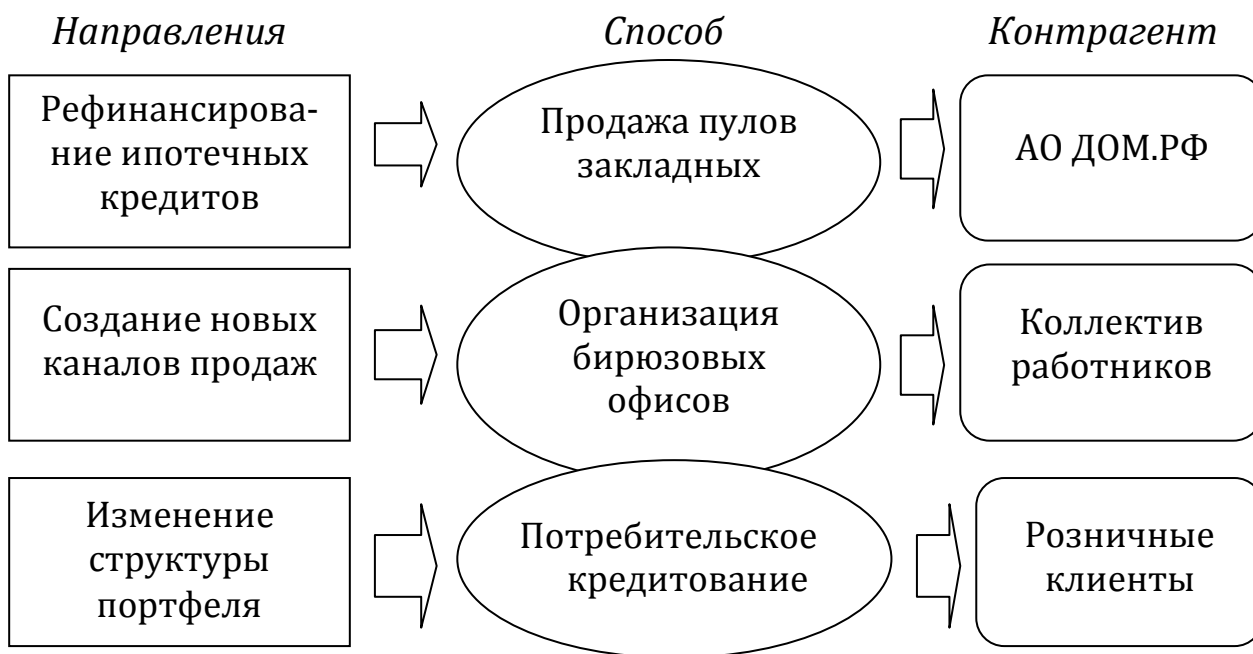 Направления
Способ
Контрагент
Рефинансирова-
ние ипотечных
кредитов
Продажа пулов
закладных
АО ДОМ.РФ
Создание новых
каналов продаж
Организация
бирюзовых
офисов
Коллектив
работников
Изменение
структуры
портфеля
Потребительское
кредитование
Розничные
клиенты